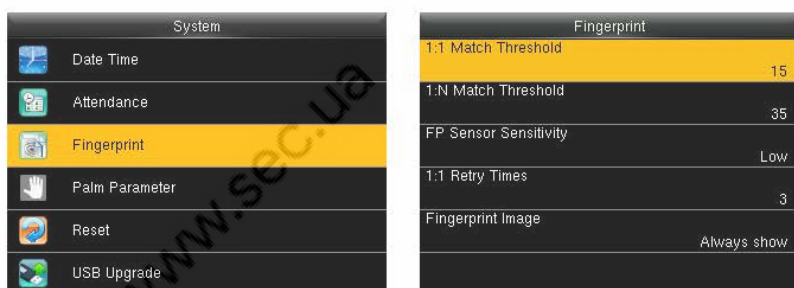 System
Date Time
Attendance
Fingerprint
Palm Parameter
Reset
USB Upgrade
www.sec.ua
Fingerprint
1:1 Match Threshold
15
1:N Match Threshold
35
FP Sensor Sensitivity
Low
1:1 Retry Times
3
Fingerprint Image
Always show